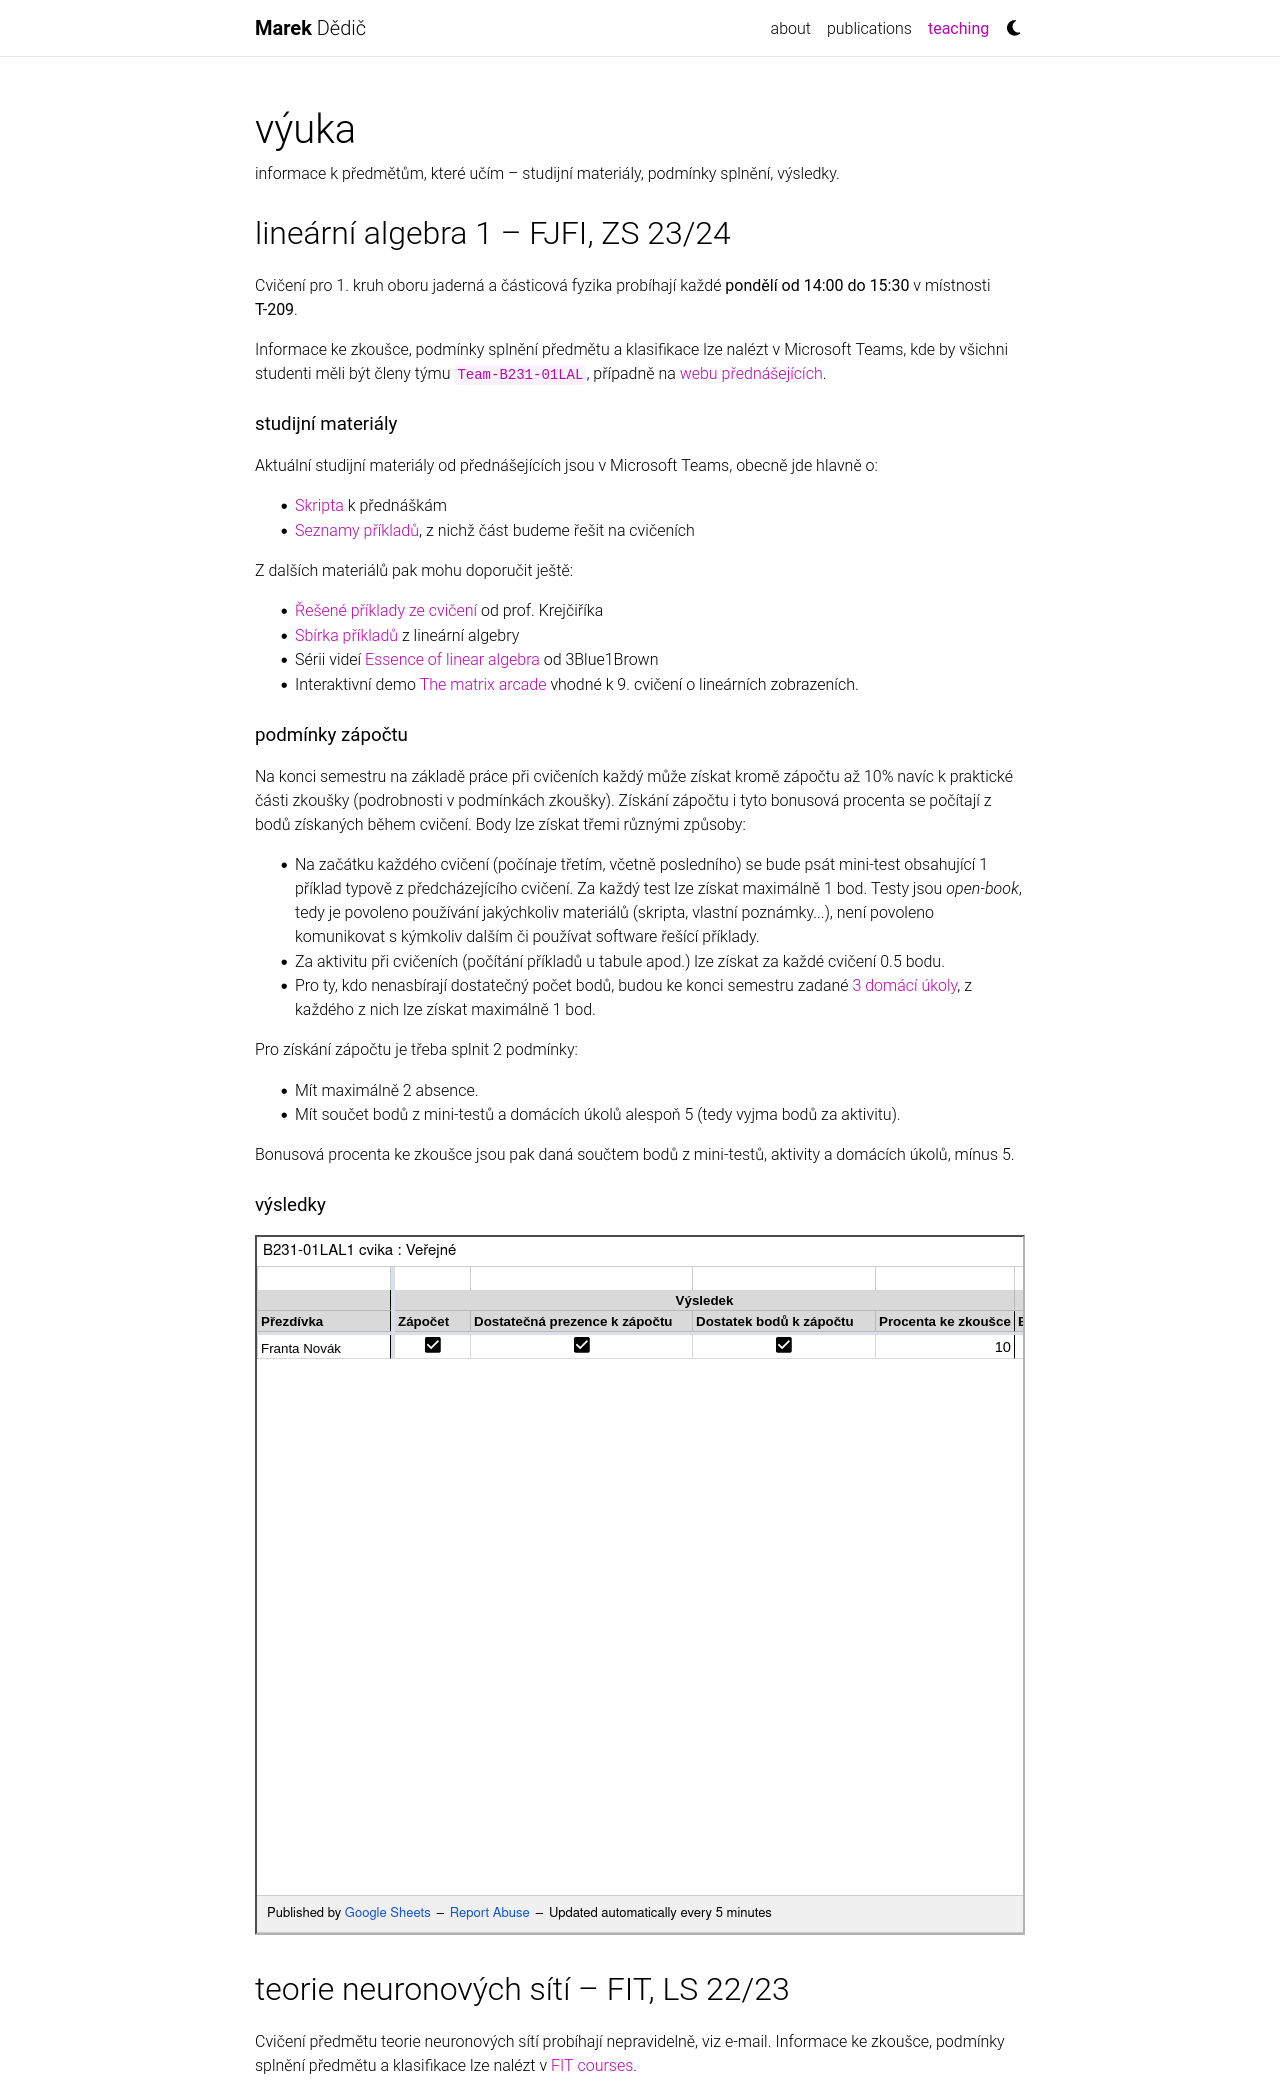 Marek Dědič
about publications teaching
výuka
informace k předmětům, které učím – studijní materiály, podmínky splnění, výsledky.
lineární algebra 1 – FJFI, ZS 23/24
Cvičení pro 1. kruh oboru jaderná a částicová fyzika probíhají každé pondělí od 14:00 do 15:30 v místnosti
T-209.
Informace ke zkoušce, podmínky splnění předmětu a klasifikace lze nalézt v Microsoft Teams, kde by všichni
studenti měli být členy týmu Team-B231-01LAL, případně na webu přednášejících.
studijní materiály
Aktuální studijní materiály od přednášejících jsou v Microsoft Teams, obecně jde hlavně o:
• Skripta k přednáškám
• Seznamy příkladů, z nichž část budeme řešit na cvičeních
Z dalších materiálů pak mohu doporučit ještě:
• Řešené příklady ze cvičení od prof. Krejčiříka
• Sbírka příkladů z lineární algebry
• Sérii videí Essence of linear algebra od 3Blue1Brown
• Interaktivní demo The matrix arcade vhodné k 9. cvičení o lineárních zobrazeních.
podmínky zápočtu
Na konci semestru na základě práce při cvičeních každý může získat kromě zápočtu až 10% navíc k praktické
části zkoušky (podrobnosti v podmínkách zkoušky). Získání zápočtu i tyto bonusová procenta se počítají z
bodů získaných během cvičení. Body lze získat třemi různými způsoby:
• Na začátku každého cvičení (počínaje třetím, včetně posledního) se bude psát mini-test obsahující 1
příklad typově z předcházejícího cvičení. Za každý test lze získat maximálně 1 bod. Testy jsou open-book,
tedy je povoleno používání jakýchkoliv materiálů (skripta, vlastní poznámky...), není povoleno
komunikovat s kýmkoliv dalším či používat software řešící příklady.
• Za aktivitu při cvičeních (počítání příkladů u tabule apod.) lze získat za každé cvičení 0.5 bodu.
• Pro ty, kdo nenasbírají dostatečný počet bodů, budou ke konci semestru zadané 3 domácí úkoly, z
každého z nich lze získat maximálně 1 bod.
Pro získání zápočtu je třeba splnit 2 podmínky:
• Mít maximálně 2 absence.
• Mít součet bodů z mini-testů a domácích úkolů alespoň 5 (tedy vyjma bodů za aktivitu).
Bonusová procenta ke zkoušce jsou pak daná součtem bodů z mini-testů, aktivity a domácích úkolů, mínus 5.
výsledky
B231-01LAL1 cvika : Veřejné
Výsledek
Přezdívka Zápočet Dostatečná prezence k zápočtu Dostatek bodů k zápočtu Procenta ke zkoušce
Franta Novák 10
Published by Google Sheets – Report Abuse – Updated automatically every 5 minutes
teorie neuronových sítí – FIT, LS 22/23
Cvičení předmětu teorie neuronových sítí probíhají nepravidelně, viz e-mail. Informace ke zkoušce, podmínky
splnění předmětu a klasifikace lze nalézt v FIT courses.